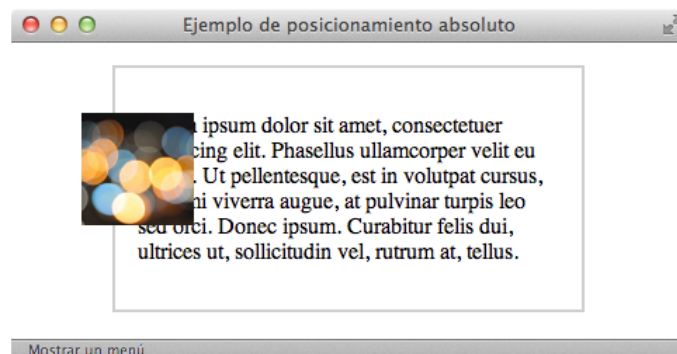 Ejemplo de posicionamiento absoluto
ipsum dolor sit amet, consectetuer
elit. Phasellus ullamcorper velit eu
. Ut pellentesque, est in volutpat cursus,
viverra augue, at pulvinar turpis leo
sed orci. Donec ipsum. Curabitur felis dui,
ultrices ut, sollicitudin vel, rutrum at, tellus.
Mostrar un menú